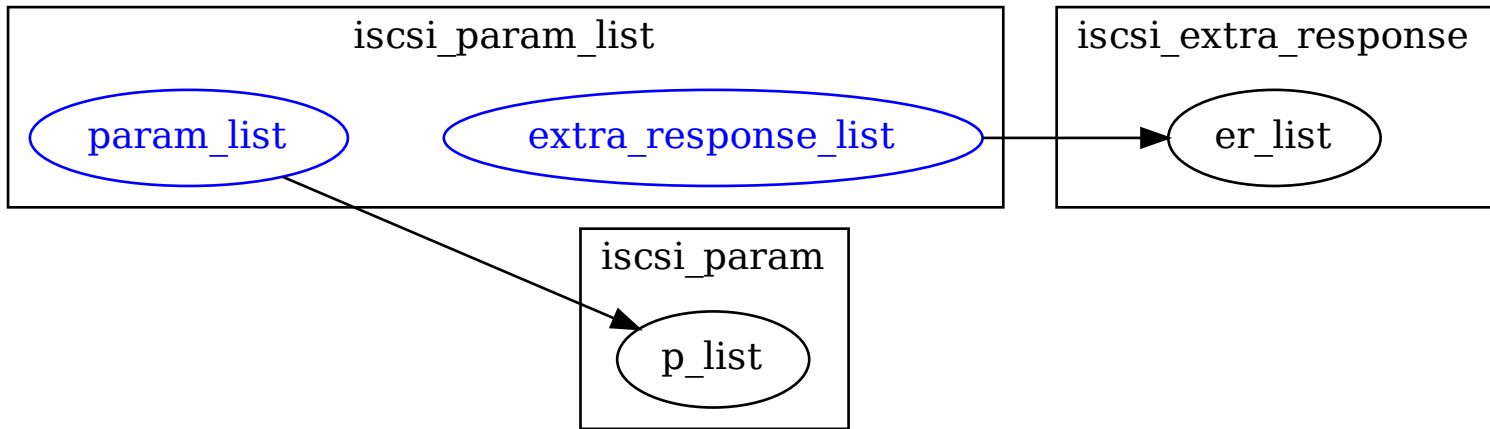 iscsi_param_list
param_list
extra_response_list
iscsi_extra_response
er_list
iscsi_param
p_list